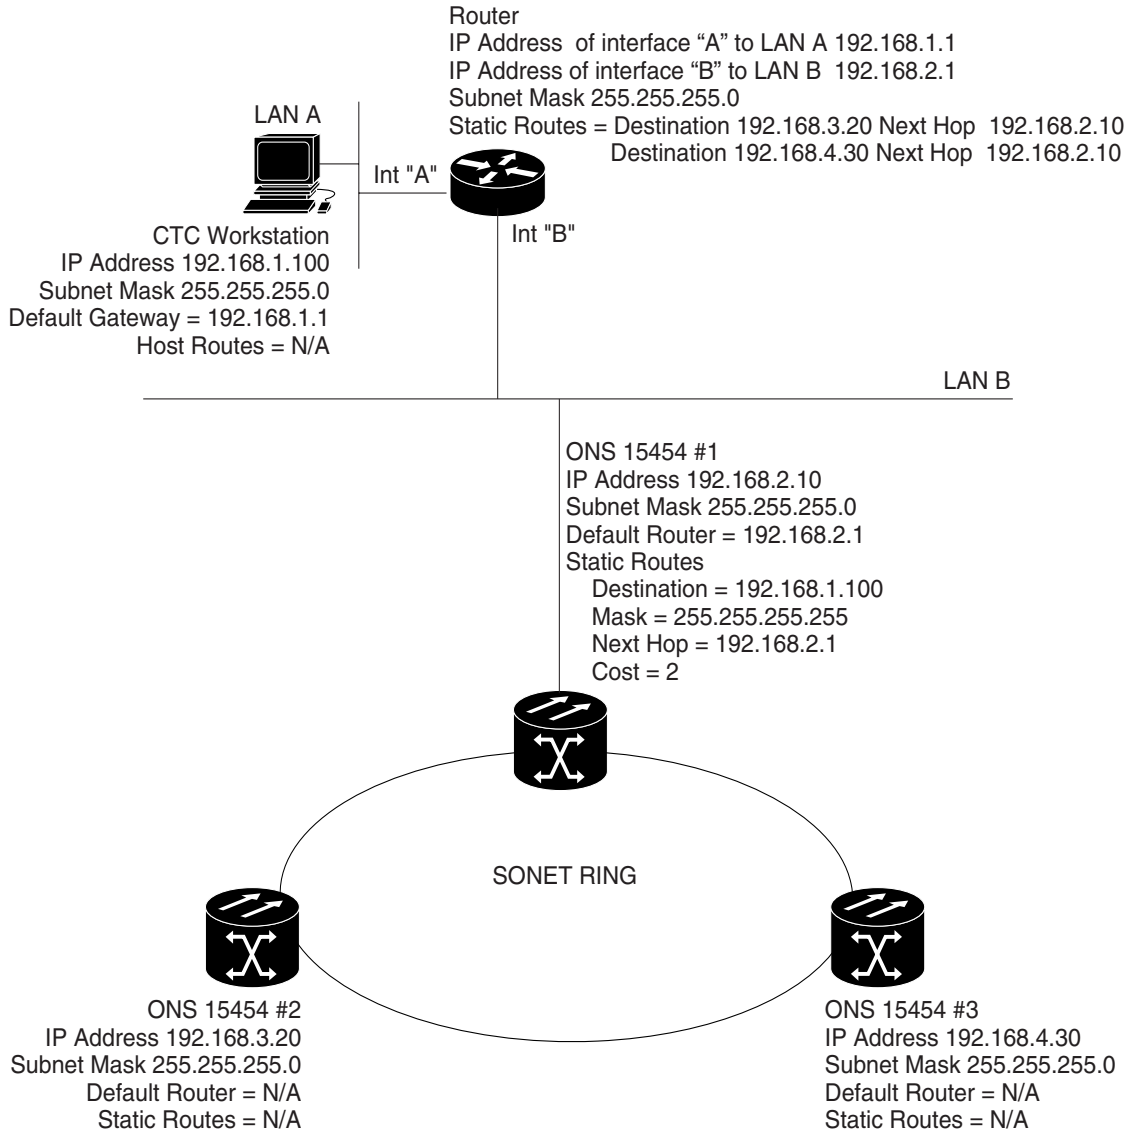 Router
IP Address of interface “A” to LAN A 192.168.1.1
IP Address of interface “B” to LAN B 192.168.2.1
Subnet Mask 255.255.255.0
Static Routes = Destination 192.168.3.20 Next Hop 192.168.2.10
Destination 192.168.4.30 Next Hop 192.168.2.10
LAN A
Int "A"
Int "B"
CTC Workstation
IP Address 192.168.1.100
Subnet Mask 255.255.255.0
Default Gateway = 192.168.1.1
Host Routes = N/A
LAN B
ONS 15454 #1
IP Address 192.168.2.10
Subnet Mask 255.255.255.0
Default Router = 192.168.2.1
Static Routes
Destination = 192.168.1.100
Mask = 255.255.255.255
Next Hop = 192.168.2.1
Cost = 2
SONET RING
ONS 15454 #2
IP Address 192.168.3.20
Subnet Mask 255.255.255.0
Default Router = N/A
Static Routes = N/A
ONS 15454 #3
IP Address 192.168.4.30
Subnet Mask 255.255.255.0
Default Router = N/A
Static Routes = N/A